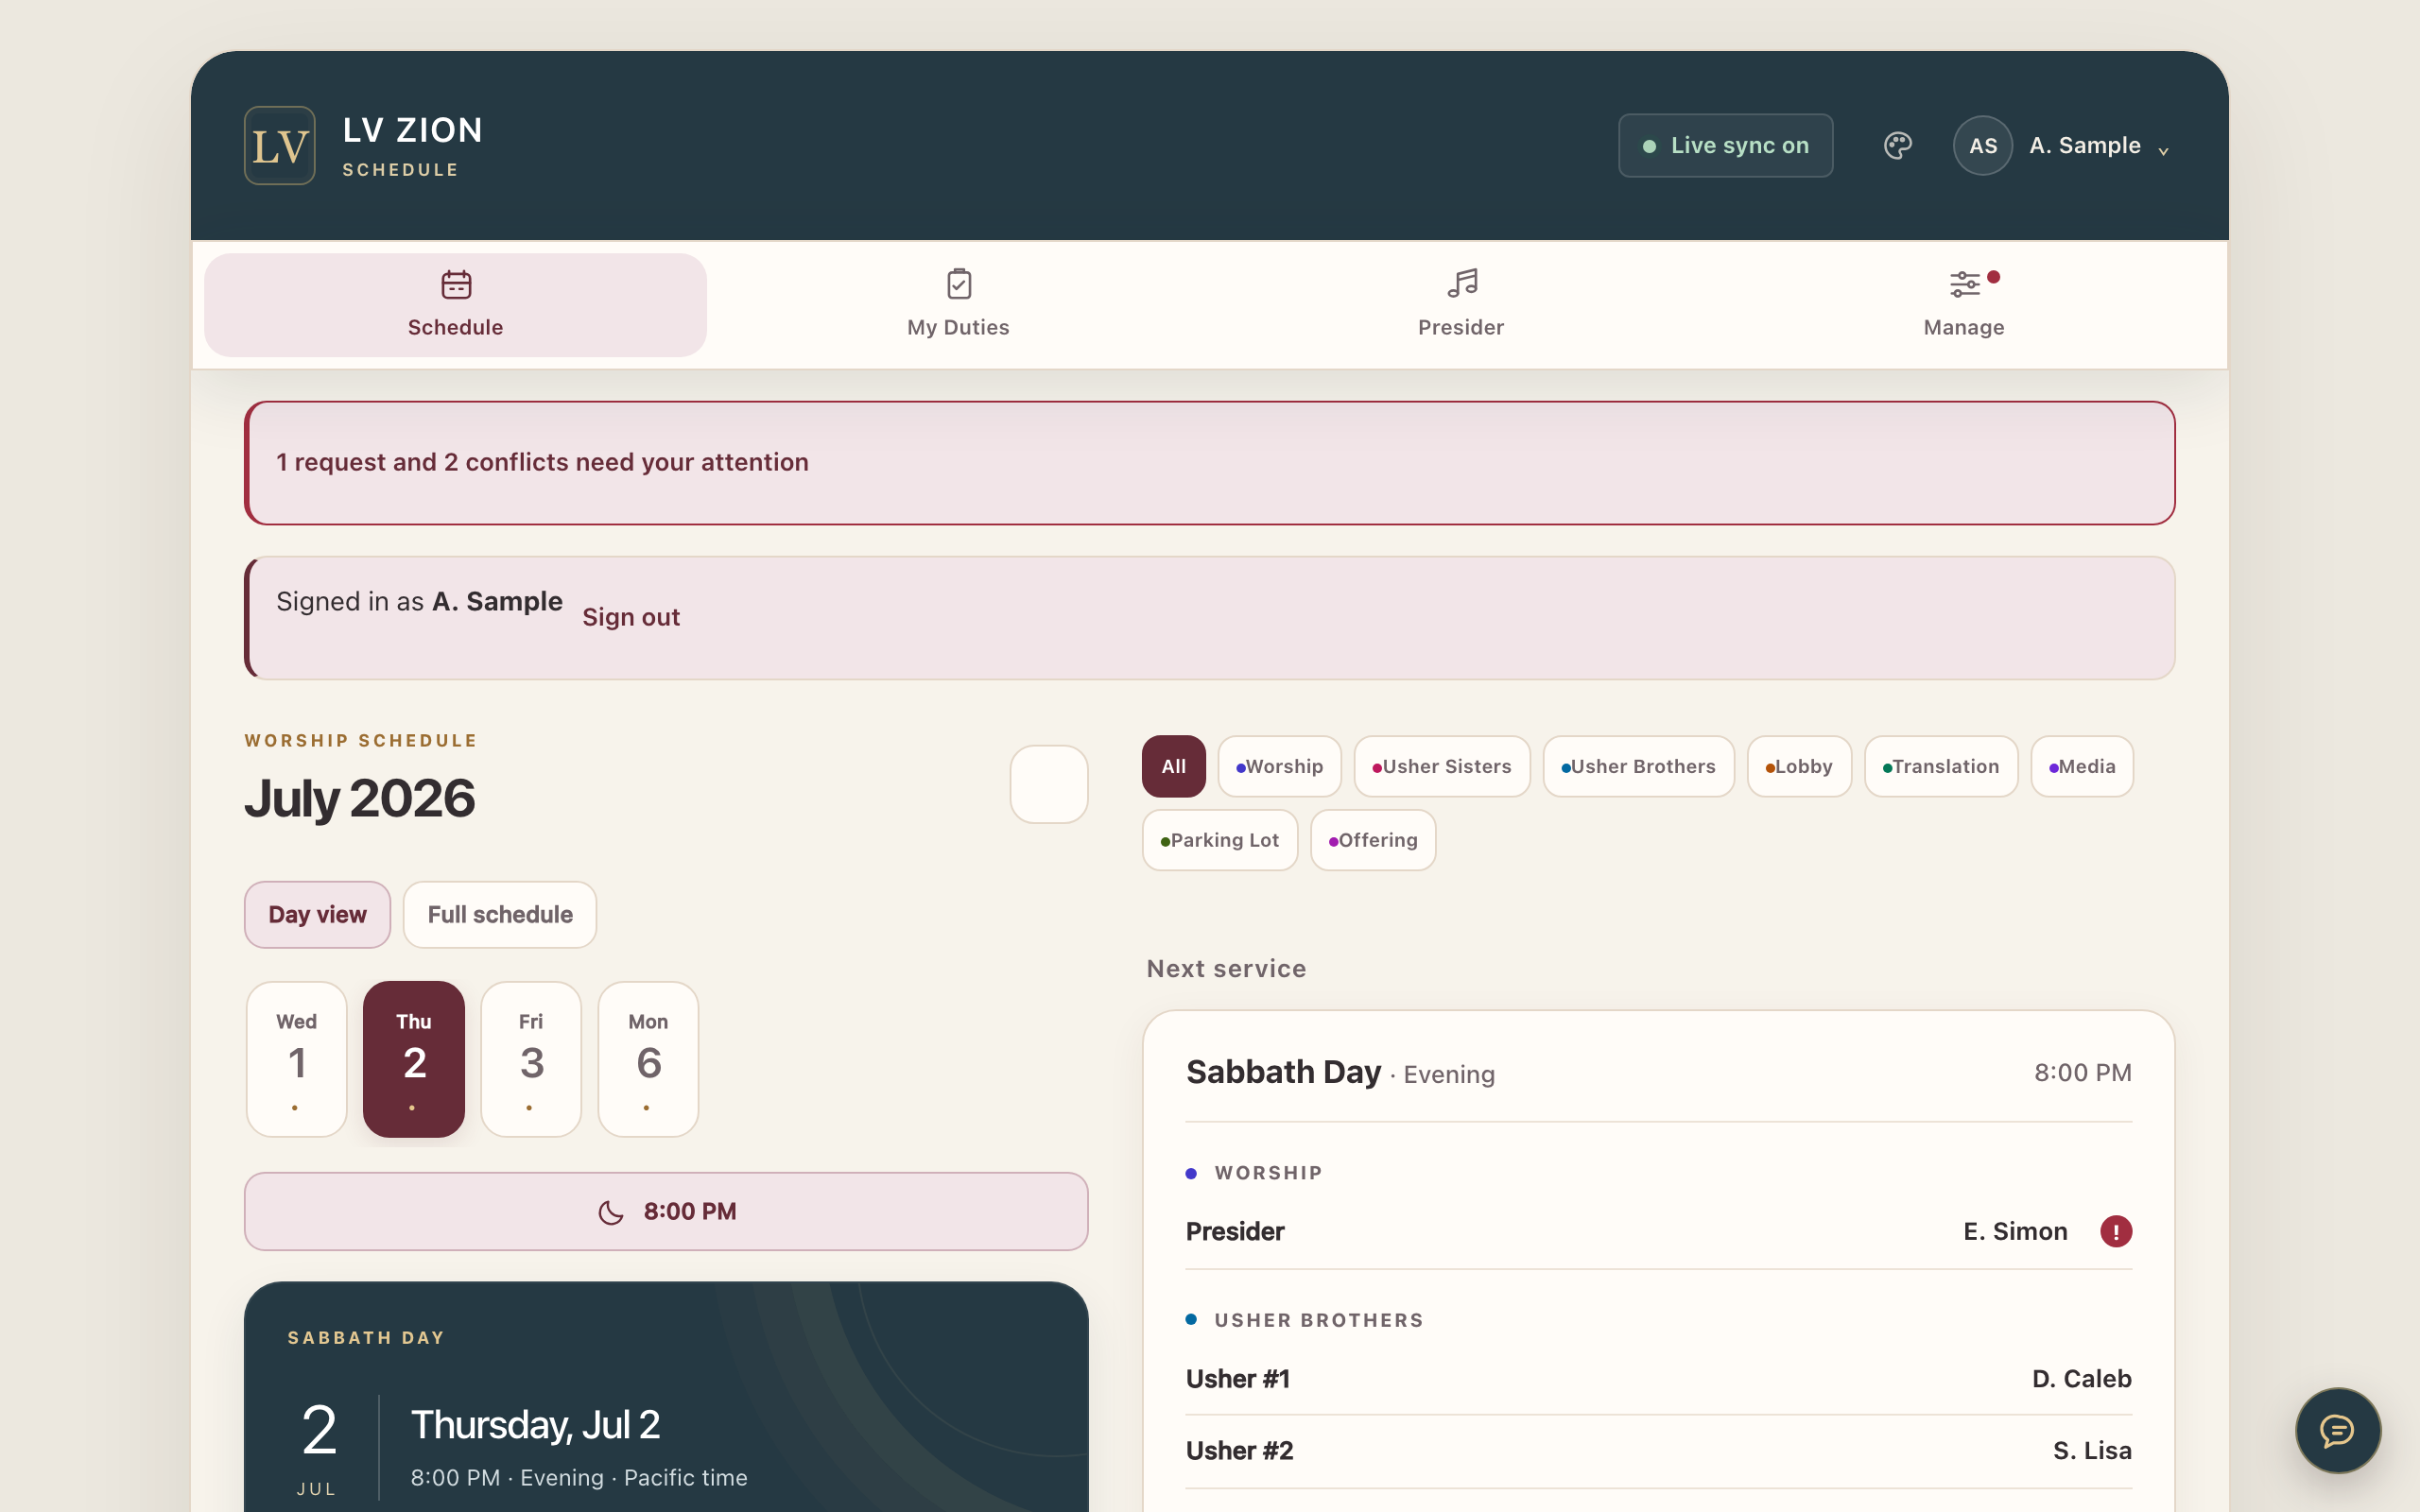 LV
LV ZION
SCHEDULE
Live sync on
AS
A. Sample
Schedule
My Duties
Presider
Manage
1 request and 2 conflicts need your attention
Signed in as A. Sample Sign out
WORSHIP SCHEDULE
July 2026
Day view
Full schedule
Wed
1
Thu
2
Fri
3
Mon
6
8:00 PM
SABBATH DAY
2
JUL
Thursday, Jul 2
8:00 PM · Evening · Pacific time
All
Worship
Usher Sisters
Usher Brothers
Lobby
Translation
Media
Parking Lot
Offering
Next service
Sabbath Day · Evening 8:00 PM
WORSHIP
Presider E. Simon !
USHER BROTHERS
Usher #1 D. Caleb
Usher #2 S. Lisa